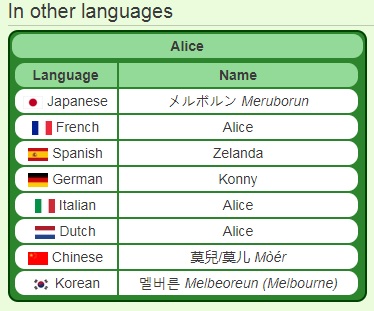 In other languages
Alice
Language Name
Japanese メルボルン Meruborun
French Alice
Spanish Zelanda
German Konny
Italian Alice
Dutch Alice
Chinese 莫兒/莫儿 Mòér
Korean 멜버른 Melbeoreun (Melbourne)